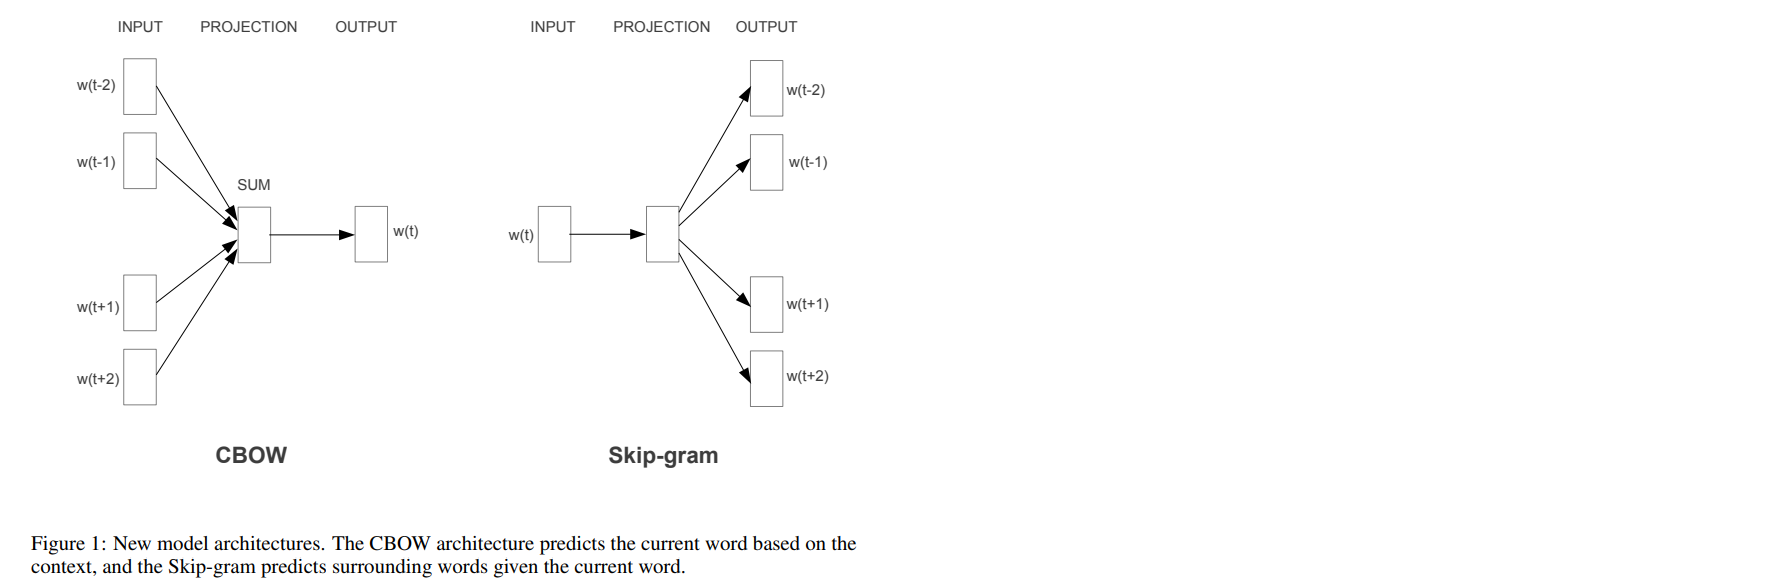 INPUT PROJECTION OUTPUT
w(t-2)
w(t-1)
SUM
w(t)
w(t+1)
w(t+2)
CBOW
INPUT PROJECTION OUTPUT
w(t-2)
w(t-1)
w(t)
w(t+1)
w(t+2)
Skip-gram
Figure 1: New model architectures. The CBOW architecture predicts the current word based on the
context, and the Skip-gram predicts surrounding words given the current word.